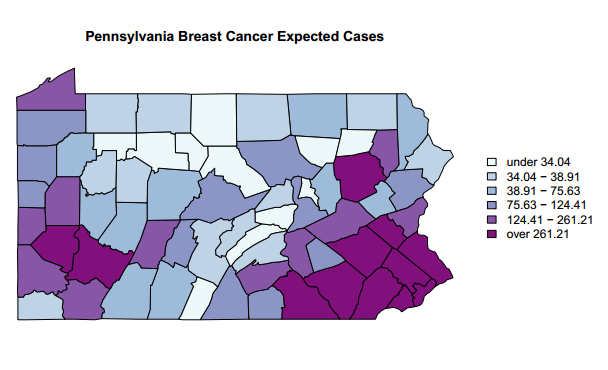 Pennsylvania Breast Cancer Expected Cases
under 34.04
34.04 − 38.91
38.91 − 75.63
75.63 − 124.41
124.41 − 261.21
over 261.21